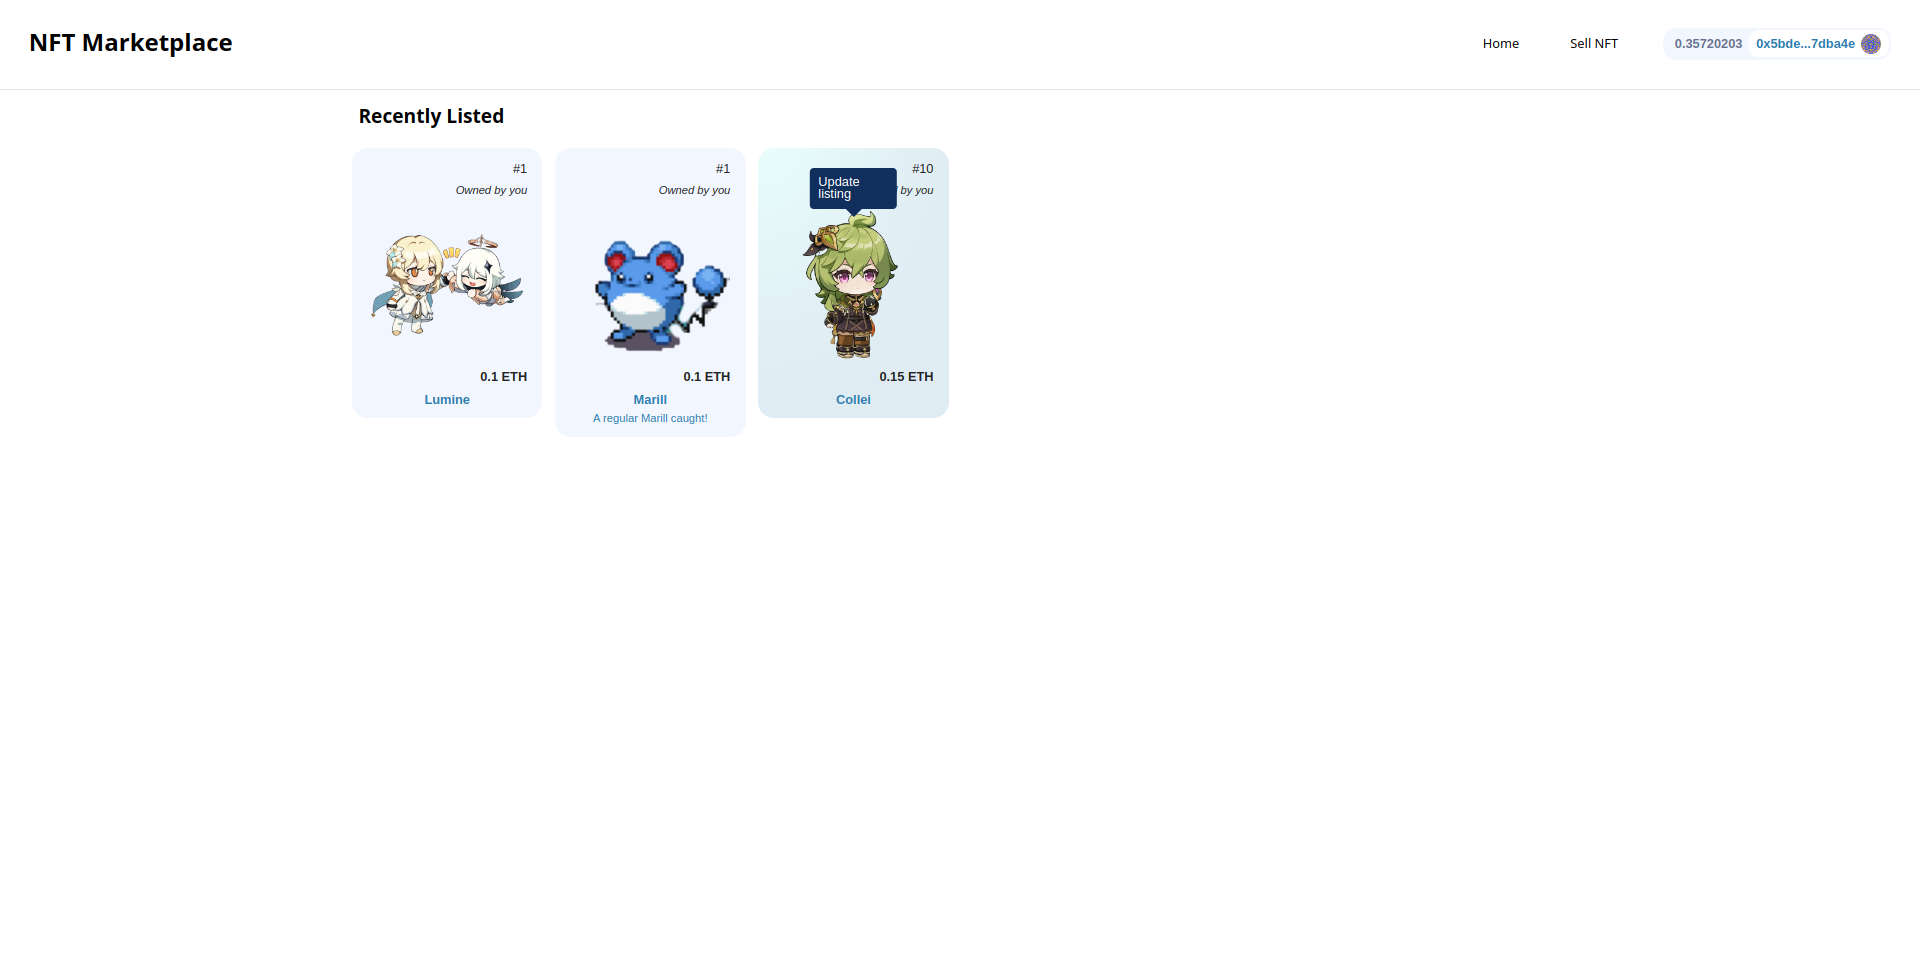 NFT Marketplace
Home
Sell NFT
0.35720203
0x5bde...7dba4e
Recently Listed
#1
Owned by you
0.1 ETH
Lumine
#1
Owned by you
0.1 ETH
Marill
A regular Marill caught!
#10
by you
Update
listing
0.15 ETH
Collei